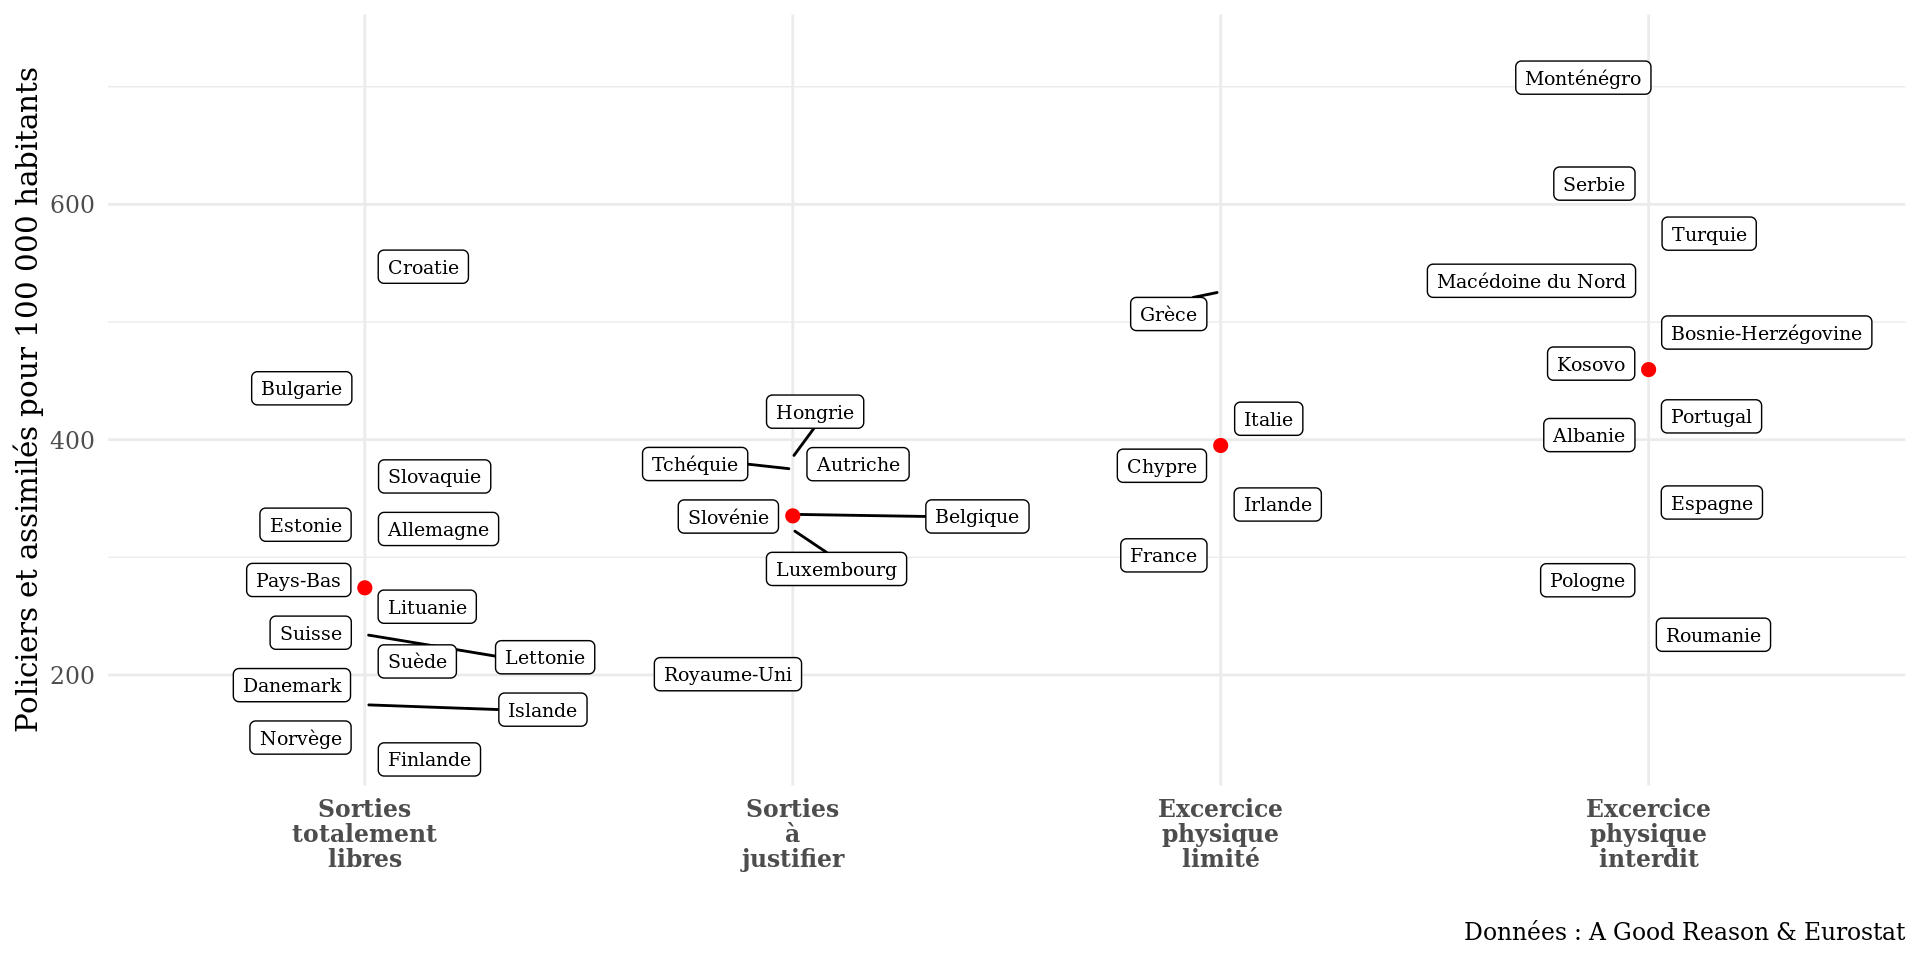 Policiers et assimilés pour 100 000 habitants
600
400
200
Croatie
Bulgarie
Slovaquie
Estonie
Allemagne
Pays-Bas
Lituanie
Suisse
Suède
Lettonie
Danemark
Islande
Norvège
Finlande
Hongrie
Tchéquie
Autriche
Slovénie
Belgique
Luxembourg
Royaume-Uni
Grèce
Italie
Chypre
Irlande
France
Monténégro
Serbie
Turquie
Macédoine du Nord
Bosnie-Herzégovine
Kosovo
Portugal
Albanie
Espagne
Pologne
Roumanie
Sorties
totalement
libres
Sorties
à
justifier
Excercice
physique
limité
Excercice
physique
interdit
Données : A Good Reason & Eurostat